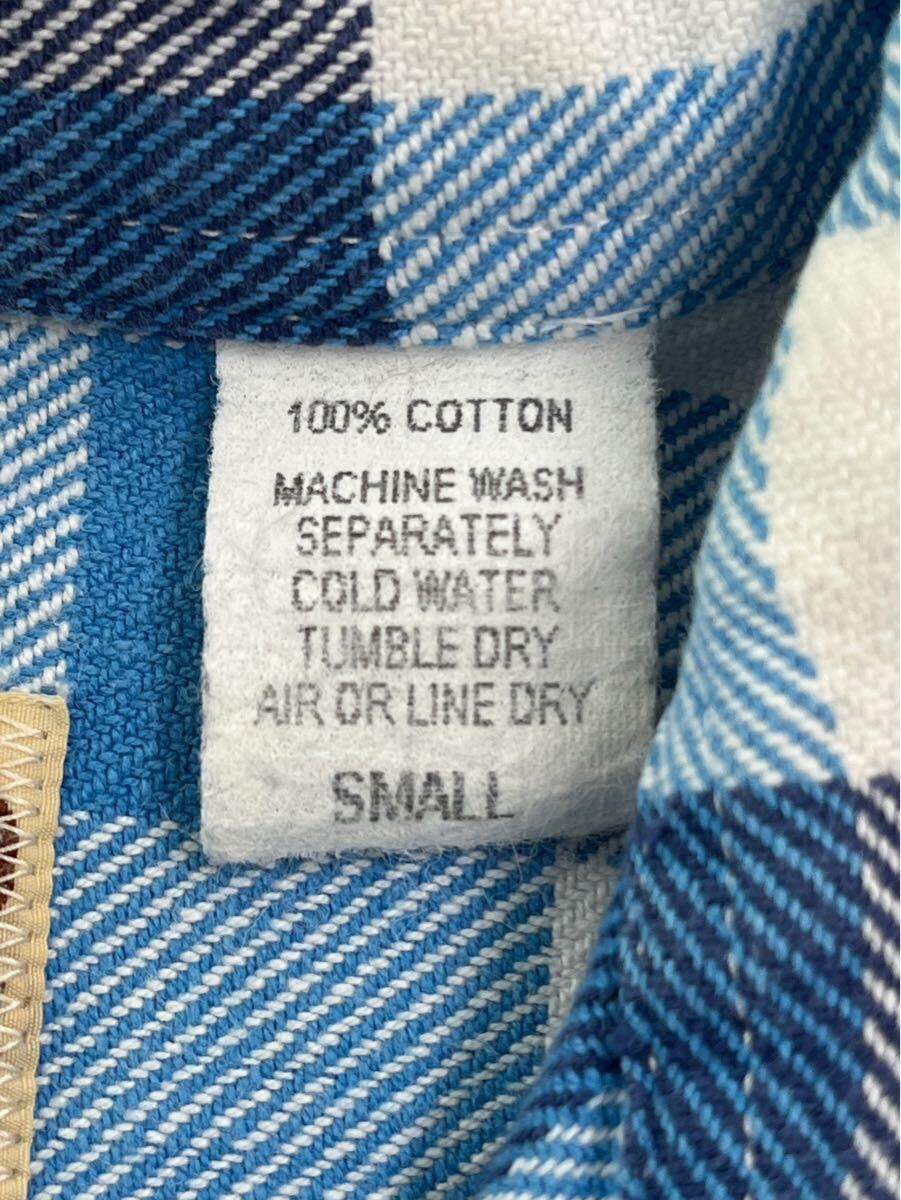 100% COTTON
MACHINE WASH
SEPARATELY
COLD WATER
TUMBLE DRY
AIR OR LINE DRY
SMALL